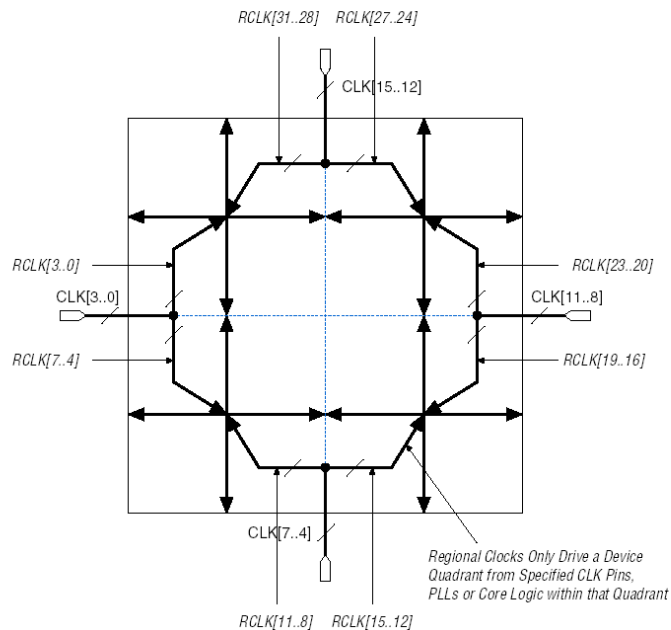 RCLK[31..28]
RCLK[27..24]
CLK[15..12]
RCLK[3..0]
RCLK[23..20]
CLK[3..0]
CLK[11..8]
RCLK[7..4]
RCLK[19..16]
CLK[7..4]
Regional Clocks Only Drive a Device
Quadrant from Specified CLK Pins,
PLLs or Core Logic within that Quadrant
RCLK[11..8]
RCLK[15..12]